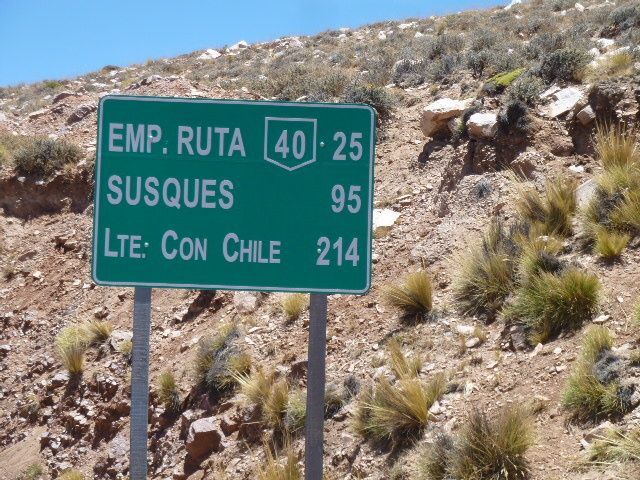 EMP. RUTA 40 25
SUSQUES 95
LTE: CON CHILE 214